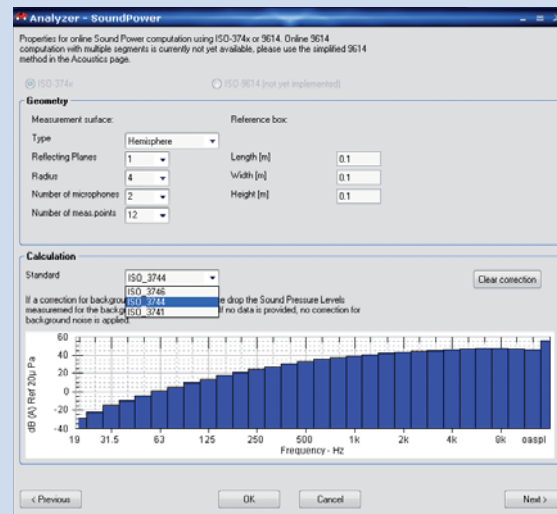 Analyzer - SoundPower
Properties for online Sound Power computation using ISO-374x or 9614. Online 9614
computation with multiple segments is currently not yet available, please use the simplified 9614
method in the Acoustics page.
ISO-374x ISO-9614 (not yet implemented)
Geometry
Measurement surface: Reference box:
Type Hemisphere
Reflecting Planes 1 Length [m] 0.1
Radius 4 Width [m] 0.1
Number of microphones 2 Height [m] 0.1
Number of meas.points 12
Calculation
Standard ISO_3744 Clear correction
ISO_3746
If a correction for backgrou ISO_3744 e drop the Sound Pressure Levels
measuremed for the backg ISO_3741 If no data is provided, no correction for
background noise is applied.
dB (A) Ref 20µ Pa
60
40
20
0
-20
-40
19 31.5 63 125 250 500 1k 2k 4k 8k oaspl
Frequency - Hz
< Previous OK Cancel Next >